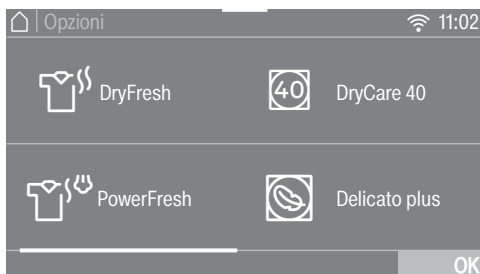 Opzioni 11:02
DryFresh
40 DryCare 40
PowerFresh
Delicato plus
OK